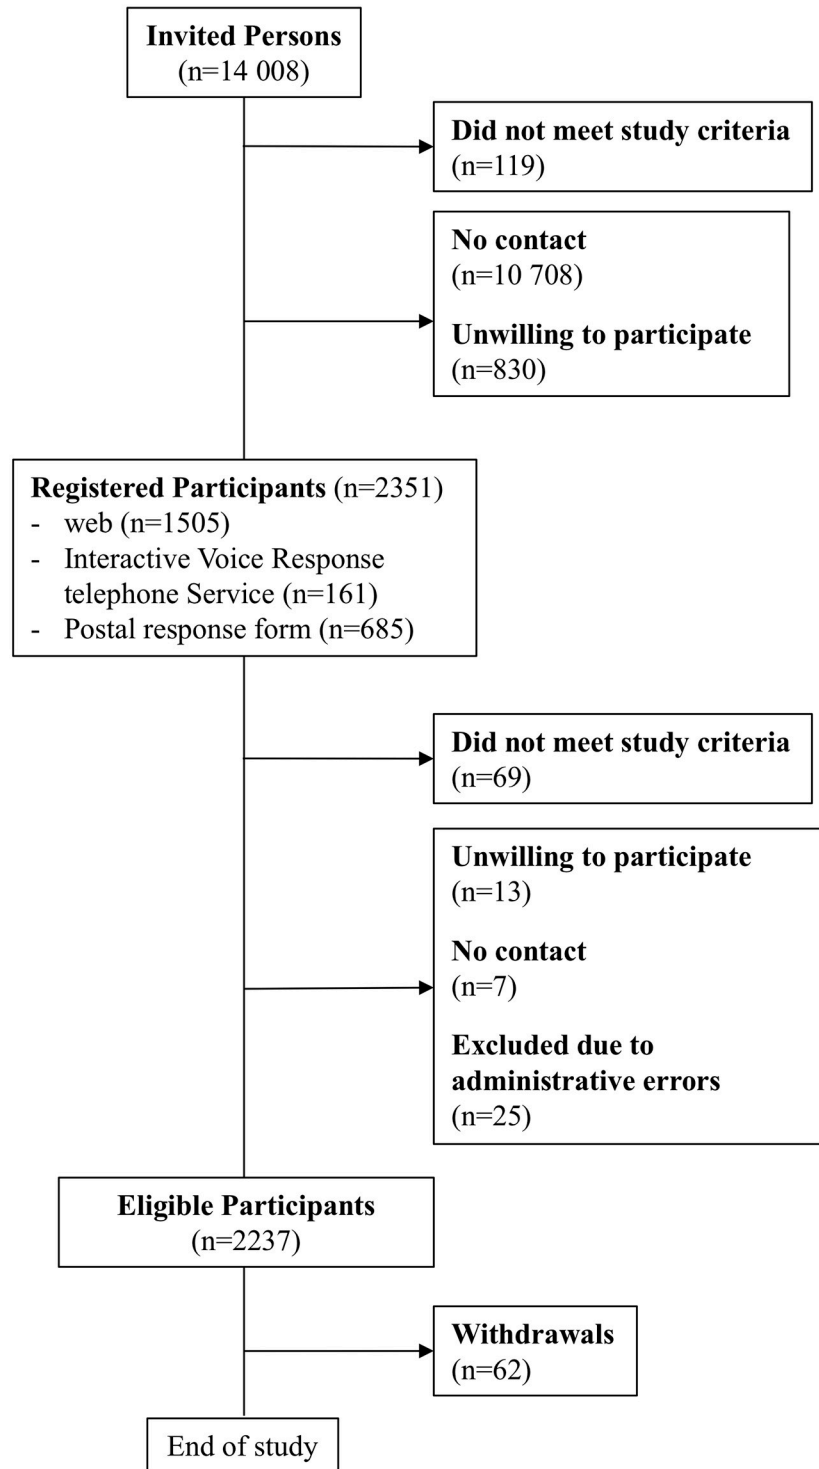 Invited Persons
(n=14 008)
Did not meet study criteria
(n=119)
No contact
(n=10 708)
Unwilling to participate
(n=830)
Registered Participants (n=2351)
- web (n=1505)
- Interactive Voice Response
telephone Service (n=161)
- Postal response form (n=685)
Did not meet study criteria
(n=69)
Unwilling to participate
(n=13)
No contact
(n=7)
Excluded due to
administrative errors
(n=25)
Eligible Participants
(n=2237)
Withdrawals
(n=62)
End of study